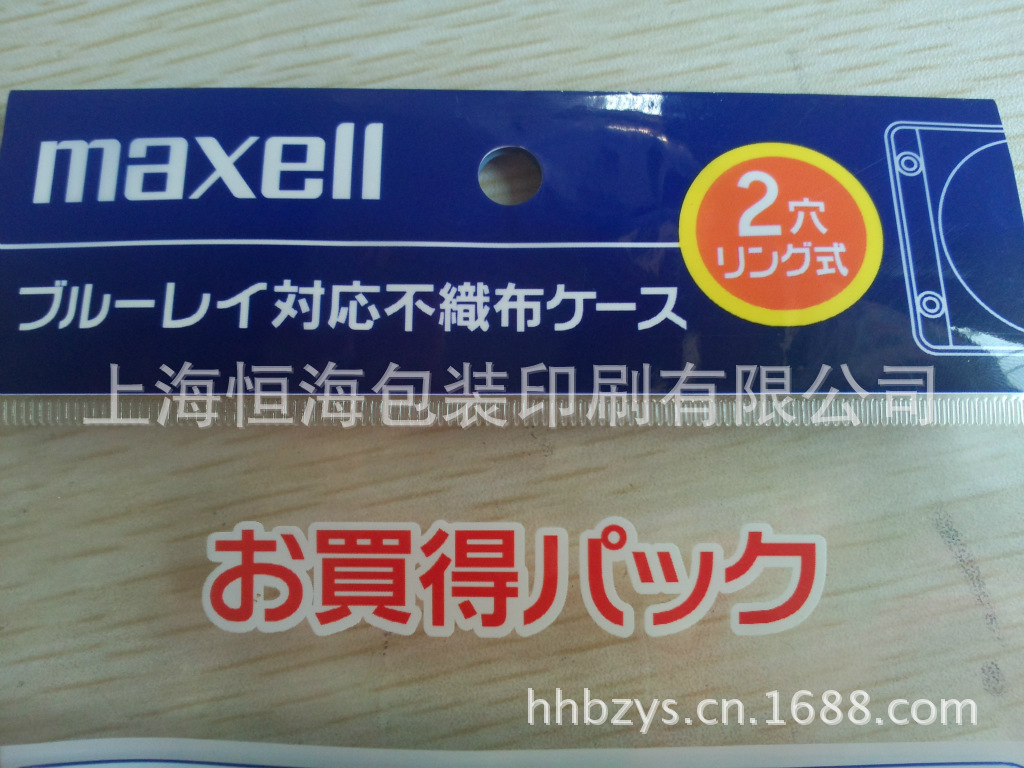 maxell
2穴
リング式
ブルーレイ対応不織布ケース
上海恒海包装印刷有限公司
お買得パック
hhbzys.cn.1688.com